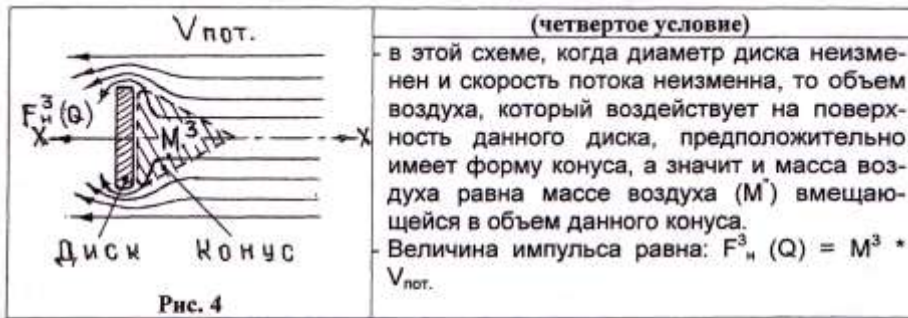 V пот.
F³н (Q)
X
M³
X
Диск
Конус
Рис. 4
(четвертое условие)
- в этой схеме, когда диаметр диска неизме-
нен и скорость потока неизменна, то объем
воздуха, который воздействует на поверх-
ность данного диска, предположительно
имеет форму конуса, а значит и масса воз-
духа равна массе воздуха (М") вмещаю-
щейся в объем данного конуса.
- Величина импульса равна: F³н (Q) = M³ *
Vпот.